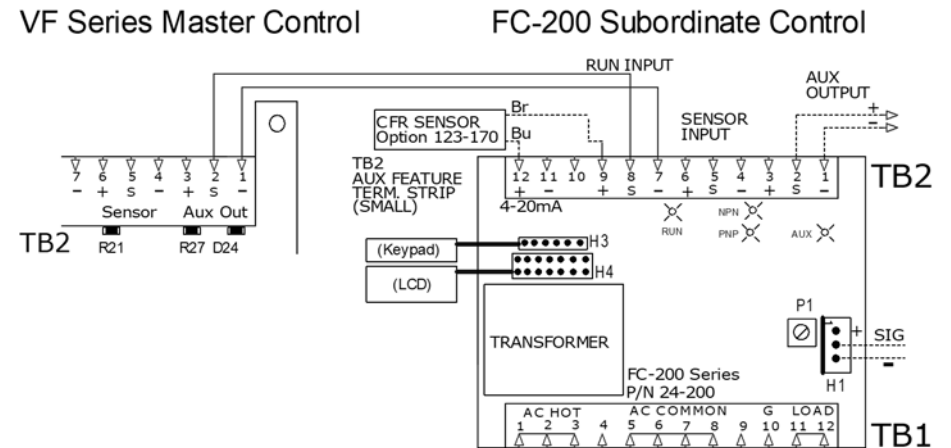 VF Series Master Control
FC-200 Subordinate Control
RUN INPUT
AUX
OUTPUT
+
-
CFR SENSOR
Option 123-170
Br
Bu
SENSOR
INPUT
TB2
AUX FEATURE
TERM. STRIP
(SMALL)
7 6 5 4 3 2 1
- + S - + S -
Sensor Aux Out
TB2
R21 R27 D24
12 11 10 9 8 7 6 5 4 3 2 1
+ - + S - + S - + S -
TB2
4-20mA
RUN
NPN
PNP
AUX
H3
(Keypad)
H4
(LCD)
TRANSFORMER
P1
+
SIG
-
H1
FC-200 Series
P/N 24-200
AC HOT AC COMMON G LOAD
1 2 3 4 5 6 7 8 9 10 11 12
TB1